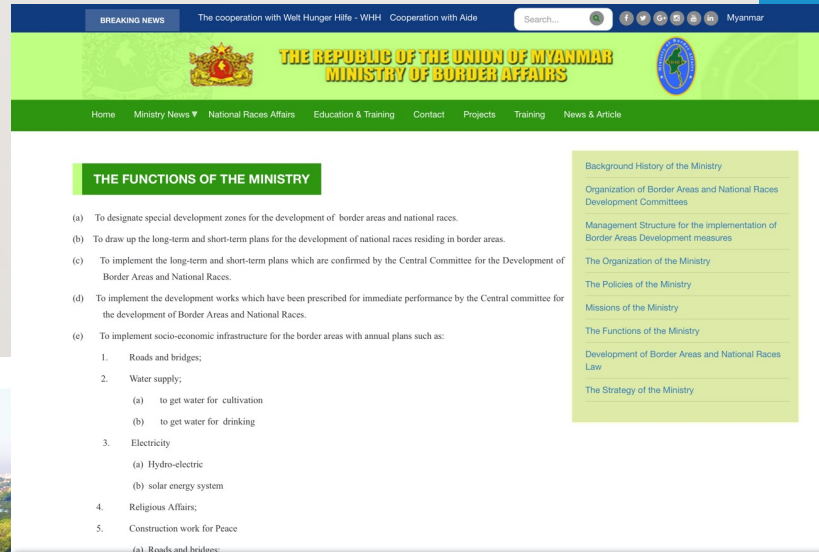 BREAKING NEWS The cooperation with Welt Hunger Hilfe - WHH Cooperation with Aide Search... Myanmar
THE REPUBLIC OF THE UNION OF MYANMAR
MINISTRY OF BORDER AFFAIRS
Home Ministry News▼ National Races Affairs Education & Training Contact Projects Training News & Article
THE FUNCTIONS OF THE MINISTRY
(a) To designate special development zones for the development of border areas and national races.
(b) To draw up the long-term and short-term plans for the development of national races residing in border areas.
(c) To implement the long-term and short-term plans which are confirmed by the Central Committee for the Development of
Border Areas and National Races.
(d) To implement the development works which have been prescribed for immediate performance by the Central committee for
the development of Border Areas and National Races.
(e) To implement socio-economic infrastructure for the border areas with annual plans such as:
1. Roads and bridges;
2. Water supply;
(a) to get water for cultivation
(b) to get water for drinking
3. Electricity
(a) Hydro-electric
(b) solar energy system
4. Religious Affairs;
5. Construction work for Peace
(a) Roads and bridges;
Background History of the Ministry
Organization of Border Areas and National Races
Development Committees
Management Structure for the implementation of
Border Areas Development measures
The Organization of the Ministry
The Policies of the Ministry
Missions of the Ministry
The Functions of the Ministry
Development of Border Areas and National Races
Law
The Strategy of the Ministry